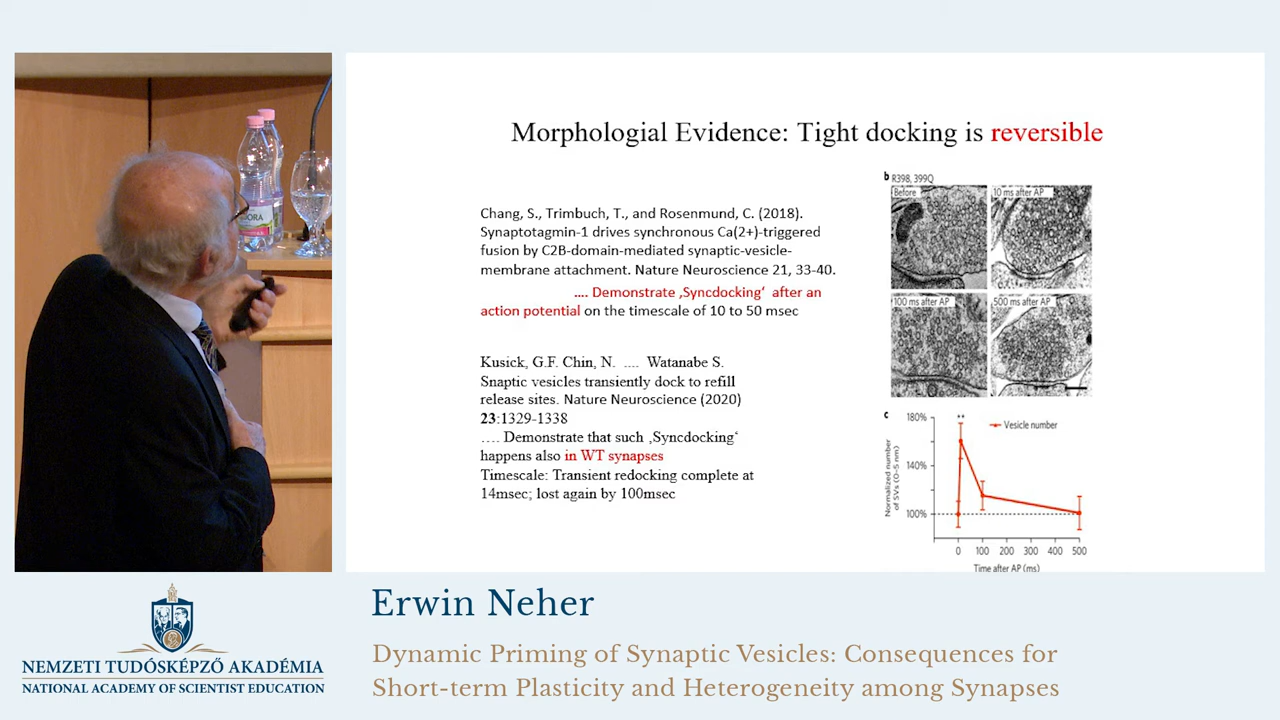 Morphologial Evidence: Tight docking is reversible
Chang, S., Trimbuch, T., and Rosenmund, C. (2018).
Synaptotagmin-1 drives synchronous Ca(2+)-triggered
fusion by C2B-domain-mediated synaptic-vesicle-
membrane attachment. Nature Neuroscience 21, 33-40.
.... Demonstrate ‚Syncdocking‘ after an
action potential on the timescale of 10 to 50 msec
Kusick, G.F. Chin, N. .... Watanabe S.
Snaptic vesicles transiently dock to refill
release sites. Nature Neuroscience (2020)
23:1329-1338
.... Demonstrate that such ‚Syncdocking‘
happens also in WT synapses
Timescale: Transient redocking complete at
14msec; lost again by 100msec
b R398, 399Q
Before
10 ms after AP
100 ms after AP
500 ms after AP
c
180%
140%
100%
**
Vesicle number
Normalized number
of SVs (0–5 nm)
0 100 200 300 400 500
Time after AP (ms)
NEMZETI TUDÓSKÉPZŐ AKADÉMIA
NATIONAL ACADEMY OF SCIENTIST EDUCATION
Erwin Neher
Dynamic Priming of Synaptic Vesicles: Consequences for
Short-term Plasticity and Heterogeneity among Synapses